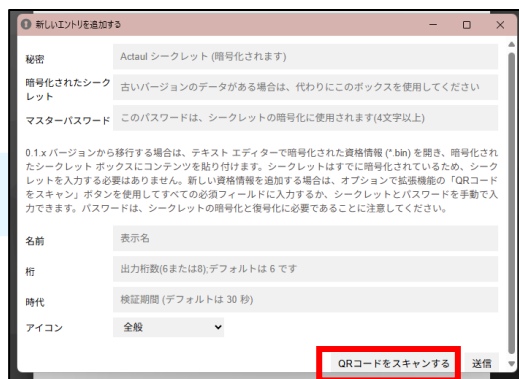 新しいエントリを追加する
秘密
Actaul シークレット (暗号化されます)
暗号化されたシーク
レット
古いバージョンのデータがある場合は、代わりにこのボックスを使用してください
マスターパスワード
このパスワードは、シークレットの暗号化に使用されます(4文字以上)
0.1.x バージョンから移行する場合は、テキスト エディターで暗号化された資格情報 (*.bin) を開き、暗号化され
たシークレット ボックスにコンテンツを貼り付けます。シークレットはすでに暗号化されているため、シーク
レットを入力する必要はありません。新しい資格情報を追加する場合は、オプションで拡張機能の「QRコード
をスキャン」ボタンを使用してすべての必須フィールドに入力するか、シークレットとパスワードを手動で入
力できます。パスワードは、シークレットの暗号化と復号化に必要であることに注意してください。
名前
表示名
桁
出力桁数(6または8);デフォルトは 6 です
時代
検証期間 (デフォルトは 30 秒)
アイコン
全般
QRコードをスキャンする
送信